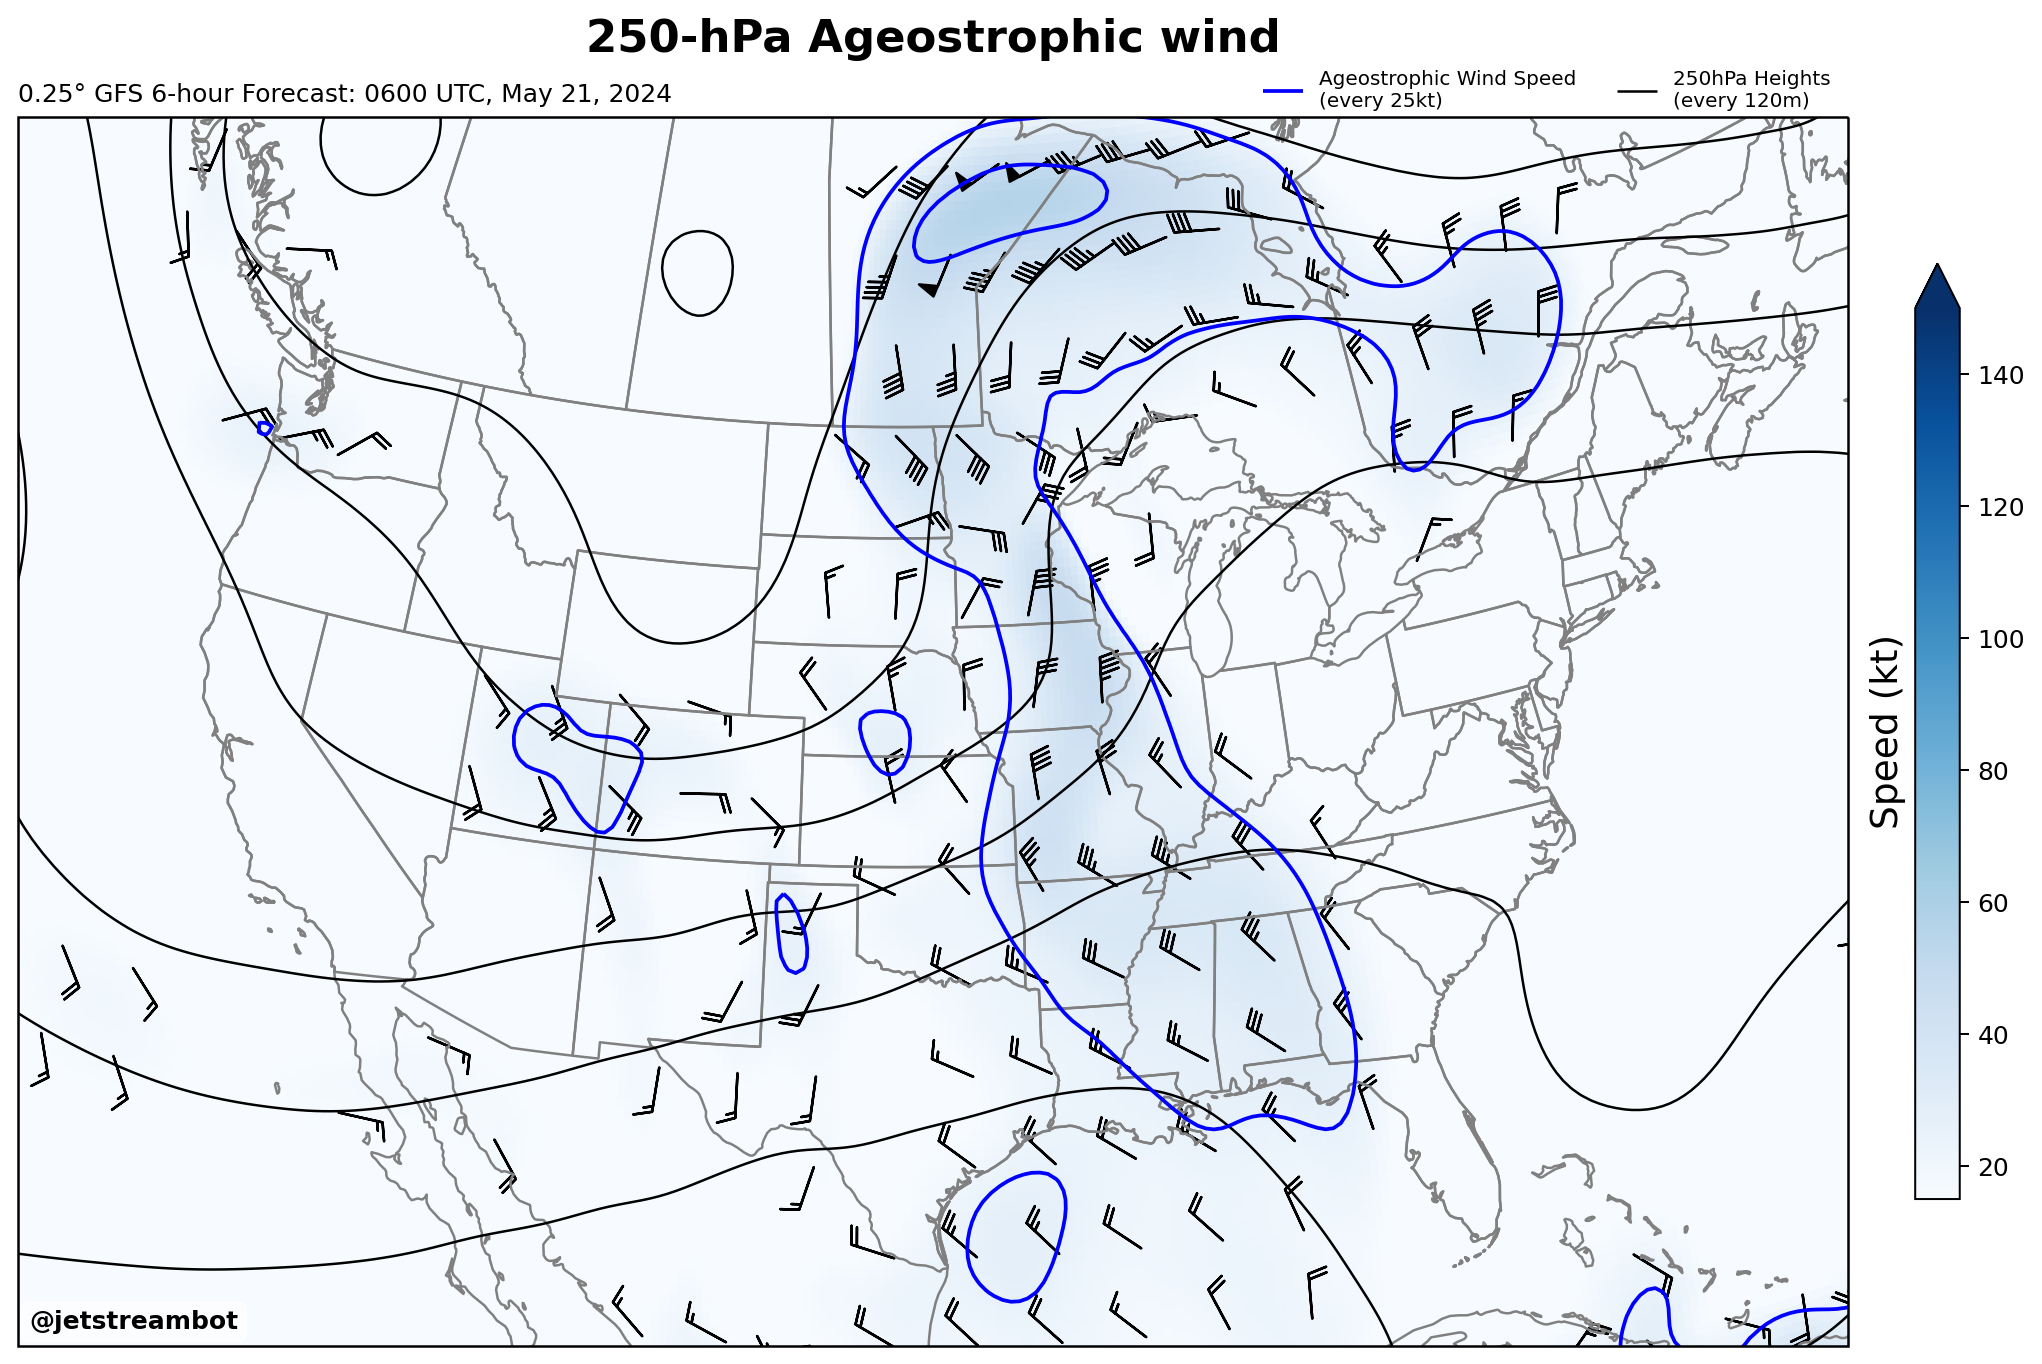 250-hPa Ageostrophic wind
0.25° GFS 6-hour Forecast: 0600 UTC, May 21, 2024
Ageostrophic Wind Speed
(every 25kt)
250hPa Heights
(every 120m)
140
120
100
80
60
40
20
Speed (kt)
@jetstreambot